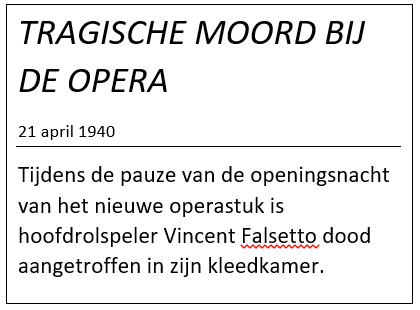 TRAGISCHE MOORD BIJ
DE OPERA
21 april 1940
Tijdens de pauze van de openingsnacht
van het nieuwe operastuk is
hoofdrolspeler Vincent Falsetto dood
aangetroffen in zijn kleedkamer.